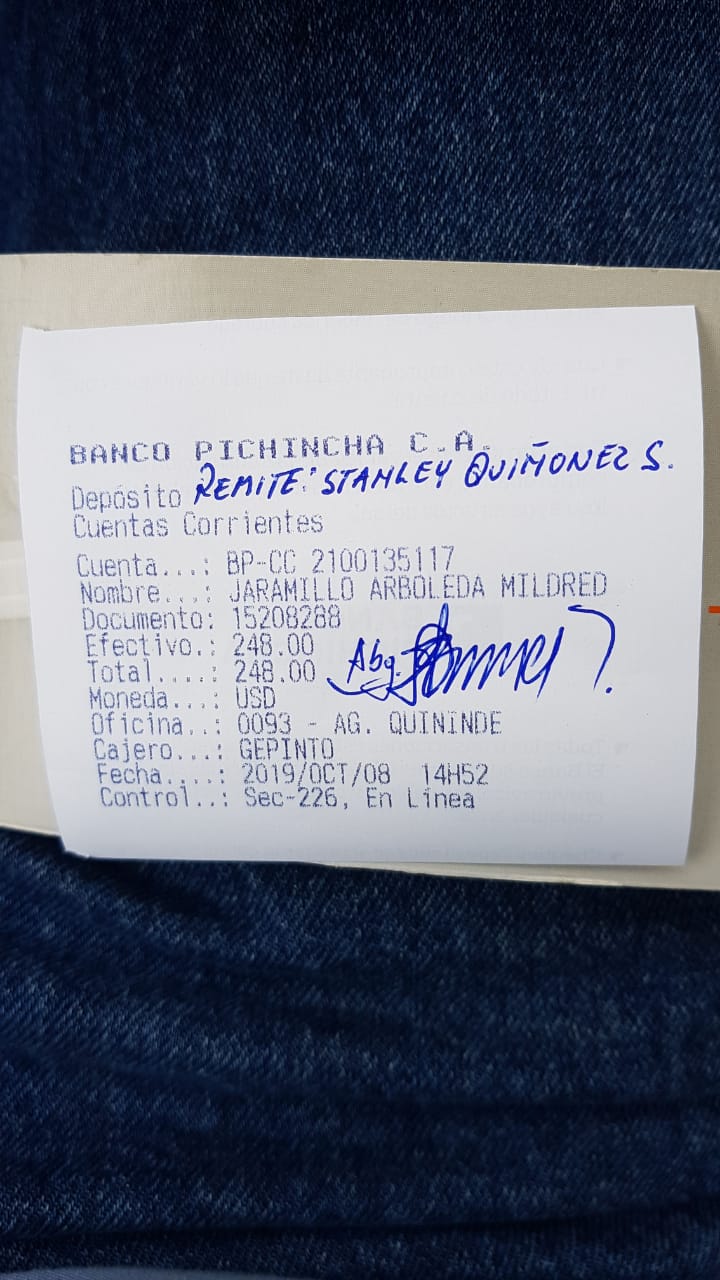 BANCO PICHINCHA C.A.
Depósito REMITE: STANLEY QUIÑONEZ S.
Cuentas Corrientes
Cuenta...: BP-CC 2100135117
Nombre...: JARAMILLO ARBOLEDA MILDRED
Documento: 15208288
Efectivo.: 248.00
Total....: 248.00 Abg.
Moneda...: USD
Oficina..: 0093 - AG. QUININDE
Cajero...: GEPINTO
Fecha....: 2019/OCT/08 14H52
Control..: Sec-226, En Línea